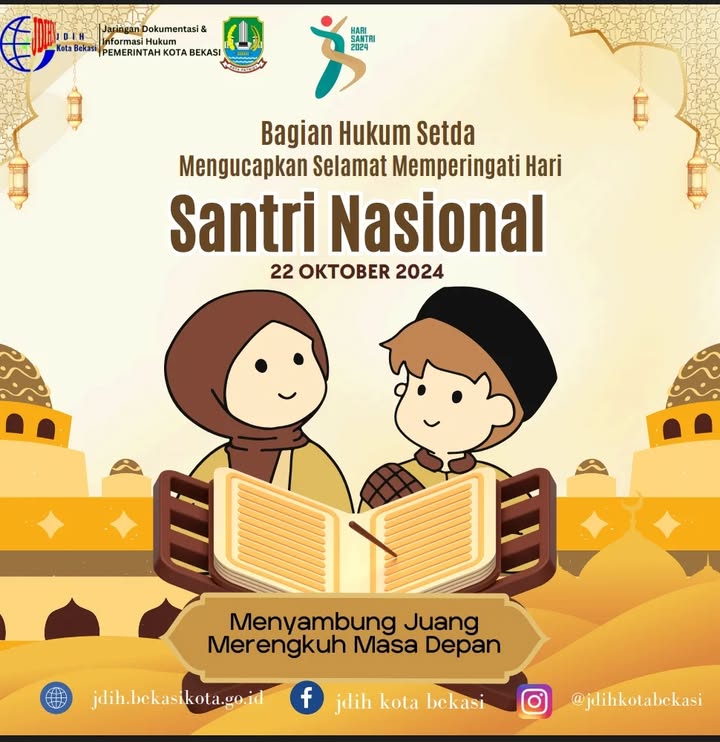 JDIH
JDIH
Kota Bekasi
Jaringan Dokumentasi &
Informasi Hukum
PEMERINTAH KOTA BEKASI
HARI
SANTRI
2024
Bagian Hukum Setda
Mengucapkan Selamat Memperingati Hari
Santri Nasional
22 OKTOBER 2024
Menyambung Juang
Merengkuh Masa Depan
jdih.bekasikota.go.id
jdih kota bekasi
@jdihkotabekasi